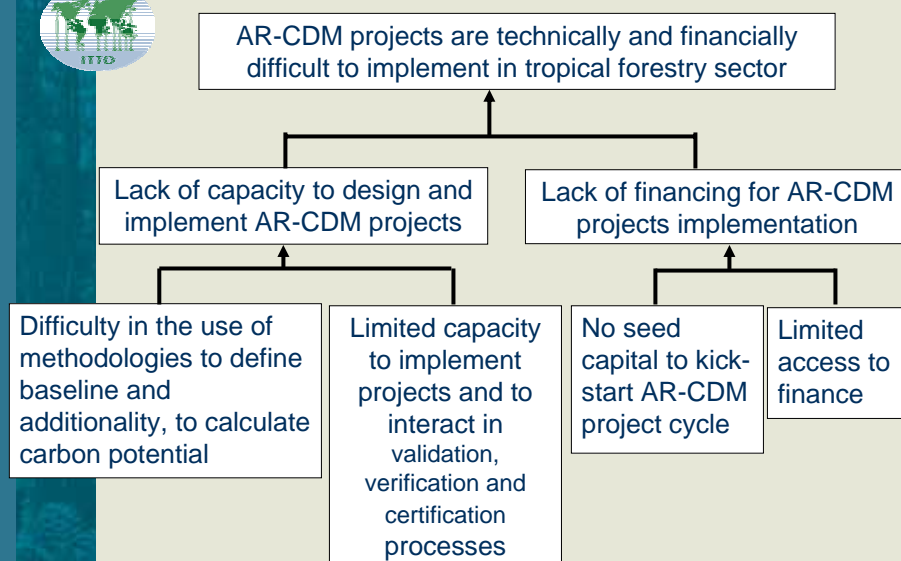 ITTO
AR-CDM projects are technically and financially
difficult to implement in tropical forestry sector
Lack of capacity to design and
implement AR-CDM projects
Lack of financing for AR-CDM
projects implementation
Difficulty in the use of
methodologies to define
baseline and
additionality, to calculate
carbon potential
Limited capacity
to implement
projects and to
interact in
validation,
verification and
certification
processes
No seed
capital to kick-
start AR-CDM
project cycle
Limited
access to
finance